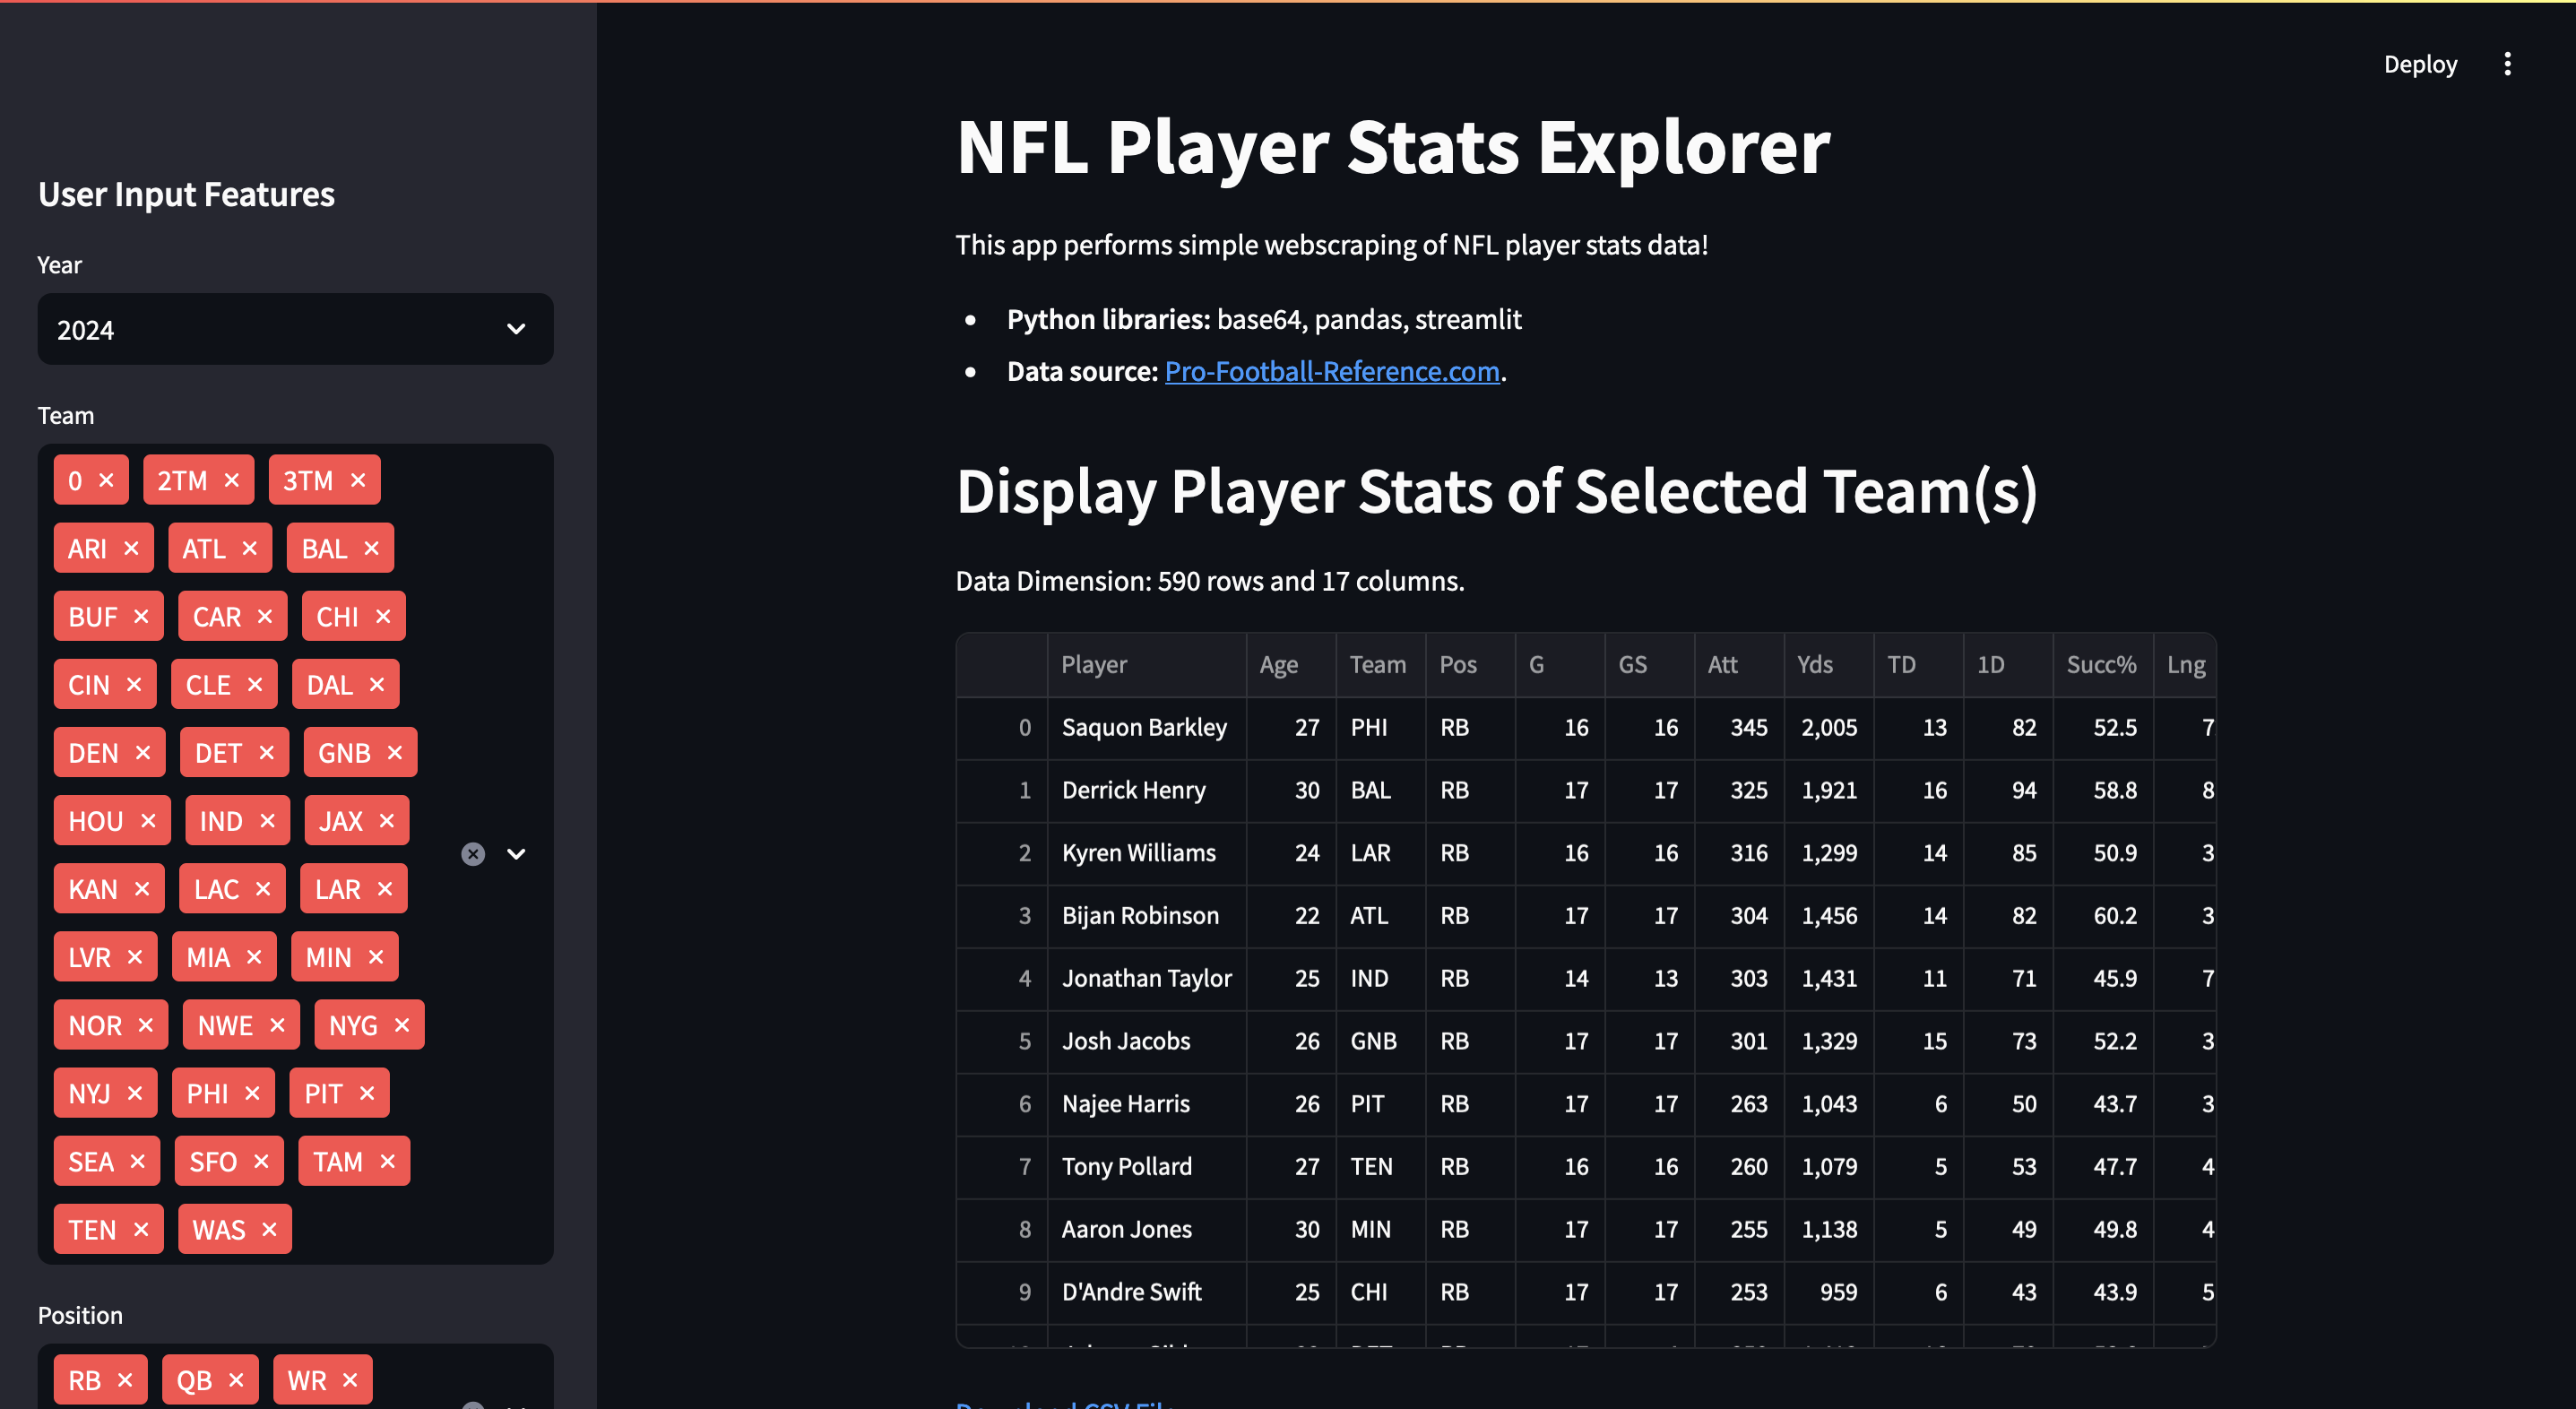 Deploy
User Input Features
Year
2024
Team
0 × 2TM × 3TM ×
ARI × ATL × BAL ×
BUF × CAR × CHI ×
CIN × CLE × DAL ×
DEN × DET × GNB ×
HOU × IND × JAX ×
KAN × LAC × LAR ×
LVR × MIA × MIN ×
NOR × NWE × NYG ×
NYJ × PHI × PIT ×
SEA × SFO × TAM ×
TEN × WAS ×
Position
RB × QB × WR ×
NFL Player Stats Explorer
This app performs simple webscraping of NFL player stats data!
• Python libraries: base64, pandas, streamlit
• Data source: Pro-Football-Reference.com.
Display Player Stats of Selected Team(s)
Data Dimension: 590 rows and 17 columns.
Player Age Team Pos G GS Att Yds TD 1D Succ% Lng
0 Saquon Barkley 27 PHI RB 16 16 345 2,005 13 82 52.5 7
1 Derrick Henry 30 BAL RB 17 17 325 1,921 16 94 58.8 8
2 Kyren Williams 24 LAR RB 16 16 316 1,299 14 85 50.9 3
3 Bijan Robinson 22 ATL RB 17 17 304 1,456 14 82 60.2 3
4 Jonathan Taylor 25 IND RB 14 13 303 1,431 11 71 45.9 7
5 Josh Jacobs 26 GNB RB 17 17 301 1,329 15 73 52.2 3
6 Najee Harris 26 PIT RB 17 17 263 1,043 6 50 43.7 3
7 Tony Pollard 27 TEN RB 16 16 260 1,079 5 53 47.7 4
8 Aaron Jones 30 MIN RB 17 17 255 1,138 5 49 49.8 4
9 D'Andre Swift 25 CHI RB 17 17 253 959 6 43 43.9 5
Download CSV File